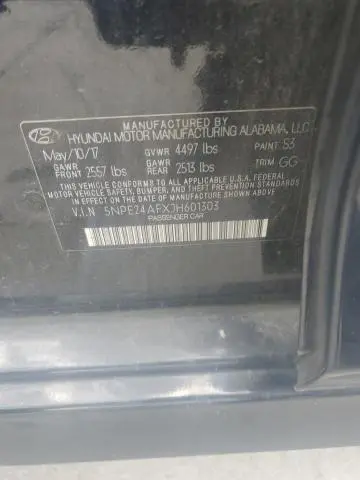 MANUFACTURED BY
HYUNDAI MOTOR MANUFACTURING ALABAMA, LLC
May/10/17 GVWR 4497 lbs PAINT 53
GAWR FRONT 2557 lbs GAWR REAR 2513 lbs TRIM GG
THIS VEHICLE CONFORMS TO ALL APPLICABLE U.S.A. FEDERAL
MOTOR VEHICLE SAFETY, BUMPER, AND THEFT PREVENTION STANDARDS
IN EFFECT ON THE DATE OF MANUFACTURE SHOWN ABOVE.
V.I.N 5NPE24AFXJH601303
PASSENGER CAR